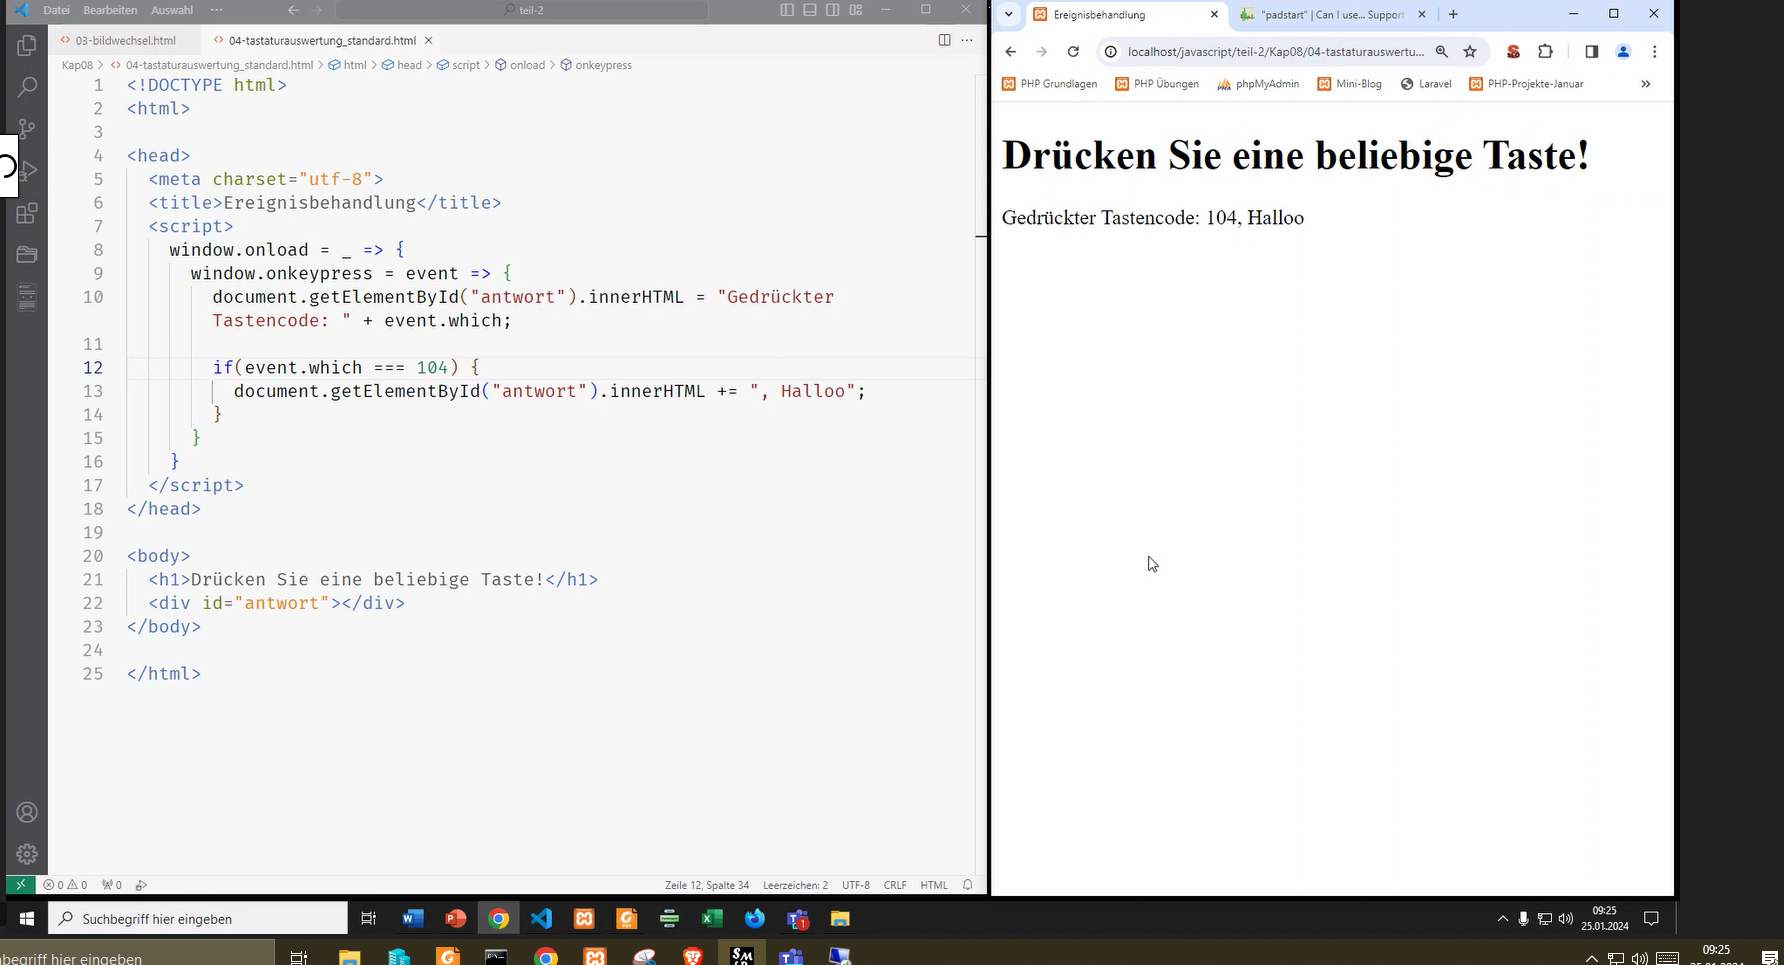 Datei Bearbeiten Auswahl ··· teil-2
03-bildwechsel.html 04-tastaturauswertung_standard.html
Kap08 > 04-tastaturauswertung_standard.html > html > head > script > onload > onkeypress
1 <!DOCTYPE html>
2 <html>
3
4 <head>
5 <meta charset="utf-8">
6 <title>Ereignisbehandlung</title>
7 <script>
8 window.onload = _ => {
9 window.onkeypress = event => {
10 document.getElementById("antwort").innerHTML = "Gedrückter
Tastencode: " + event.which;
11
12 if(event.which === 104) {
13 document.getElementById("antwort").innerHTML += ", Halloo";
14 }
15 }
16 }
17 </script>
18 </head>
19
20 <body>
21 <h1>Drücken Sie eine beliebige Taste!</h1>
22 <div id="antwort"></div>
23 </body>
24
25 </html>
0 0 0 Zeile 12, Spalte 34 Leerzeichen: 2 UTF-8 CRLF HTML
Ereignisbehandlung "padstart" | Can I use... Support
localhost/javascript/teil-2/Kap08/04-tastaturauswertu...
PHP Grundlagen PHP Übungen phpMyAdmin Mini-Blog Laravel PHP-Projekte-Januar »
Drücken Sie eine beliebige Taste!
Gedrückter Tastencode: 104, Halloo
Suchbegriff hier eingeben
09:25
25.01.2024
begriff hier eingeben
09:25